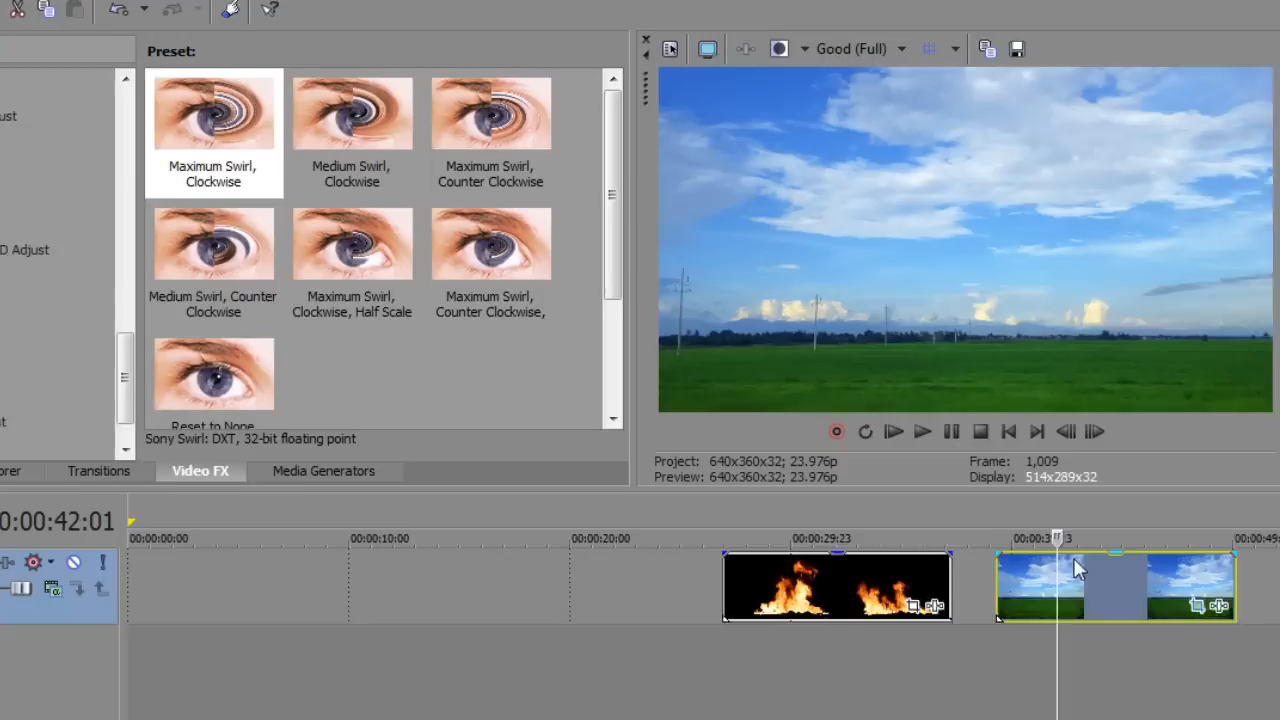 Preset:
Good (Full)
ust
Maximum Swirl,
Clockwise
Medium Swirl,
Clockwise
Maximum Swirl,
Counter Clockwise
D Adjust
Medium Swirl, Counter
Clockwise
Maximum Swirl,
Clockwise, Half Scale
Maximum Swirl,
Counter Clockwise,
t
Reset to None
Sony Swirl: DXT, 32-bit floating point
orer
Transitions
Video FX
Media Generators
Project: 640x360x32; 23.976p
Frame: 1,009
Preview: 640x360x32; 23.976p
Display: 514x289x32
0:00:42:01
00:00:00:00
00:00:10:00
00:00:20:00
00:00:29:23
00:00:3
3
00:00:49: